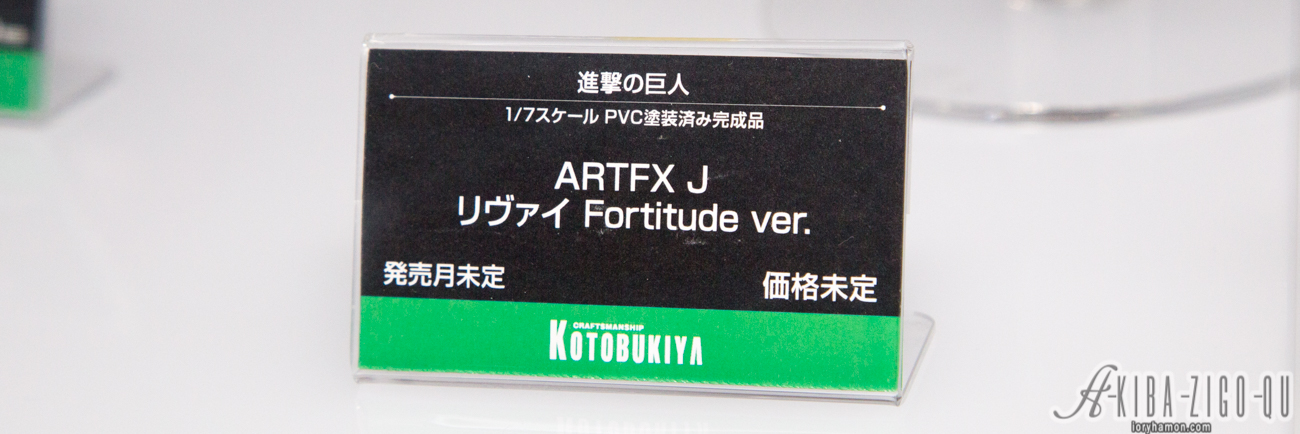 進撃の巨人
1/7スケール PVC塗装済み完成品
ARTFX J
リヴァイ Fortitude ver.
発売月未定 価格未定
CRAFTSMANSHIP
KOTOBUKIYA
A-KIBA-ZIGO-QU
loryhamon.com